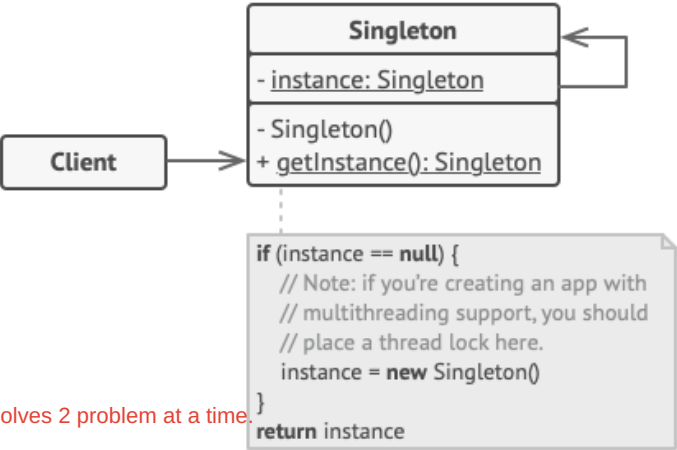 Singleton
- instance: Singleton
- Singleton()
+ getInstance(): Singleton
Client
if (instance == null) {
// Note: if you're creating an app with
// multithreading support, you should
// place a thread lock here.
instance = new Singleton()
}
return instance
olves 2 problem at a time.